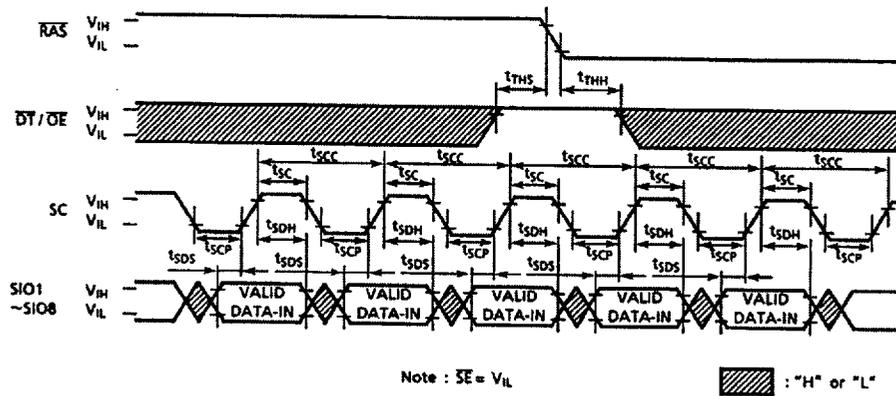 RAS VIH
VIL
tTHS tTHH
DT / OE VIH
VIL
tSCC tSCC tSCC tSCC tSCC
tSC tSC tSC tSC tSC
SC VIH
VIL
tSDH tSDH tSDH tSDH tSDH
tSCP tSCP tSCP tSCP tSCP tSCP
tSDS tSDS tSDS tSDS tSDS
SIO1 VIH VALID VALID VALID VALID VALID
~SIO8 VIL DATA-IN DATA-IN DATA-IN DATA-IN DATA-IN
Note : SE = VIL
: "H" or "L"